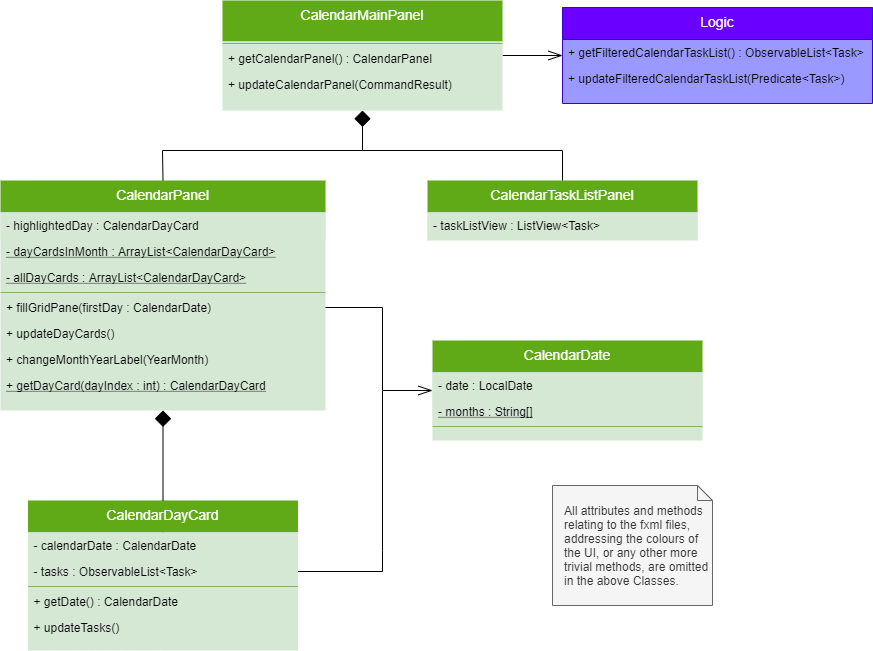 CalendarMainPanel
+ getCalendarPanel() : CalendarPanel
+ updateCalendarPanel(CommandResult)
Logic
+ getFilteredCalendarTaskList() : ObservableList<Task>
+ updateFilteredCalendarTaskList(Predicate<Task>)
CalendarPanel
- highlightedDay : CalendarDayCard
- dayCardsInMonth : ArrayList<CalendarDayCard>
- allDayCards : ArrayList<CalendarDayCard>
+ fillGridPane(firstDay : CalendarDate)
+ updateDayCards()
+ changeMonthYearLabel(YearMonth)
+ getDayCard(dayIndex : int) : CalendarDayCard
CalendarTaskListPanel
- taskListView : ListView<Task>
CalendarDate
- date : LocalDate
- months : String[]
CalendarDayCard
- calendarDate : CalendarDate
- tasks : ObservableList<Task>
+ getDate() : CalendarDate
+ updateTasks()
All attributes and methods
relating to the fxml files,
addressing the colours of
the UI, or any other more
trivial methods, are omitted
in the above Classes.